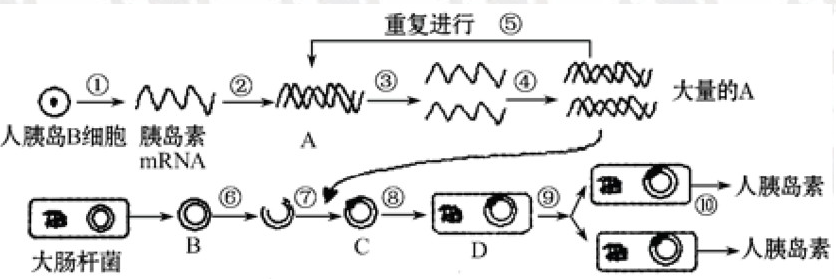 重复进行 ⑤
① ② ③ ④
大量的A
人胰岛B细胞 胰岛素 A
mRNA
⑥ ⑦ ⑧ ⑨ ⑩ 人胰岛素
B C D
大肠杆菌 人胰岛素